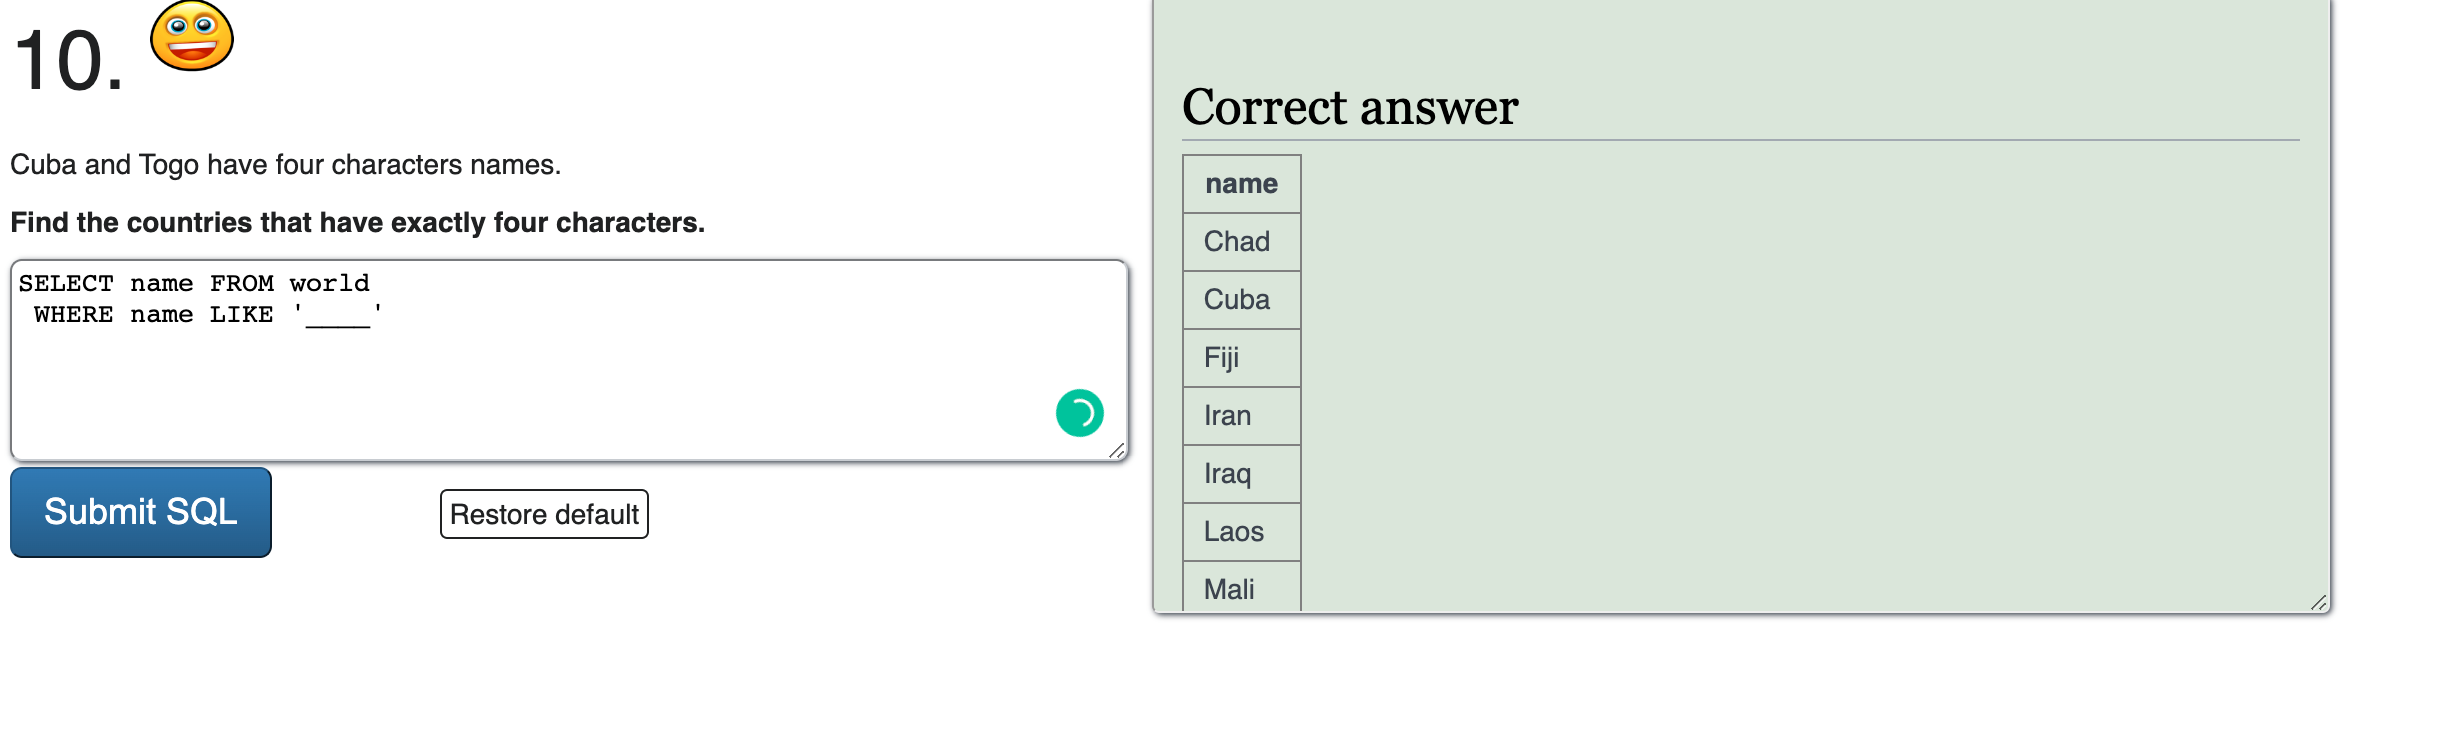 10.
Cuba and Togo have four characters names.
Find the countries that have exactly four characters.
SELECT name FROM world
WHERE name LIKE '____'
Submit SQL
Restore default
Correct answer
name
Chad
Cuba
Fiji
Iran
Iraq
Laos
Mali